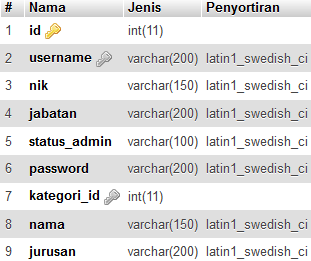 # Nama Jenis Penyortiran
1 id int(11)
2 username varchar(200) latin1_swedish_ci
3 nik varchar(150) latin1_swedish_ci
4 jabatan varchar(200) latin1_swedish_ci
5 status_admin varchar(100) latin1_swedish_ci
6 password varchar(200) latin1_swedish_ci
7 kategori_id int(11)
8 nama varchar(150) latin1_swedish_ci
9 jurusan varchar(200) latin1_swedish_ci